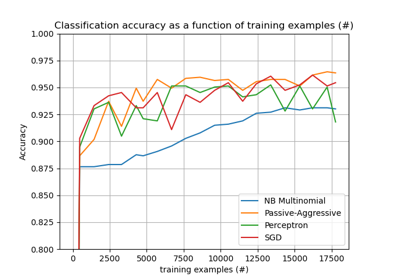 Classification accuracy as a function of training examples (#)
1.000
0.975
0.950
0.925
0.900
0.875
0.850
0.825
0.800
Accuracy
NB Multinomial
Passive-Aggressive
Perceptron
SGD
0 2500 5000 7500 10000 12500 15000 17500
training examples (#)